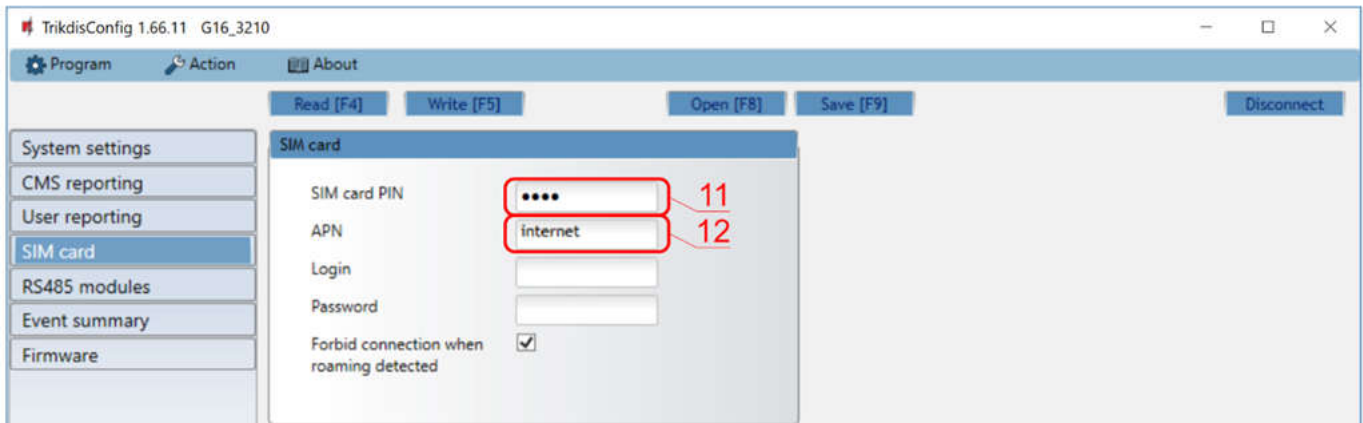 TrikdisConfig 1.66.11 G16_3210
Program Action About
Read [F4] Write [F5] Open [F8] Save [F9] Disconnect
System settings
CMS reporting
User reporting
SIM card
RS485 modules
Event summary
Firmware
SIM card
SIM card PIN •••• 11
APN internet 12
Login
Password
Forbid connection when
roaming detected